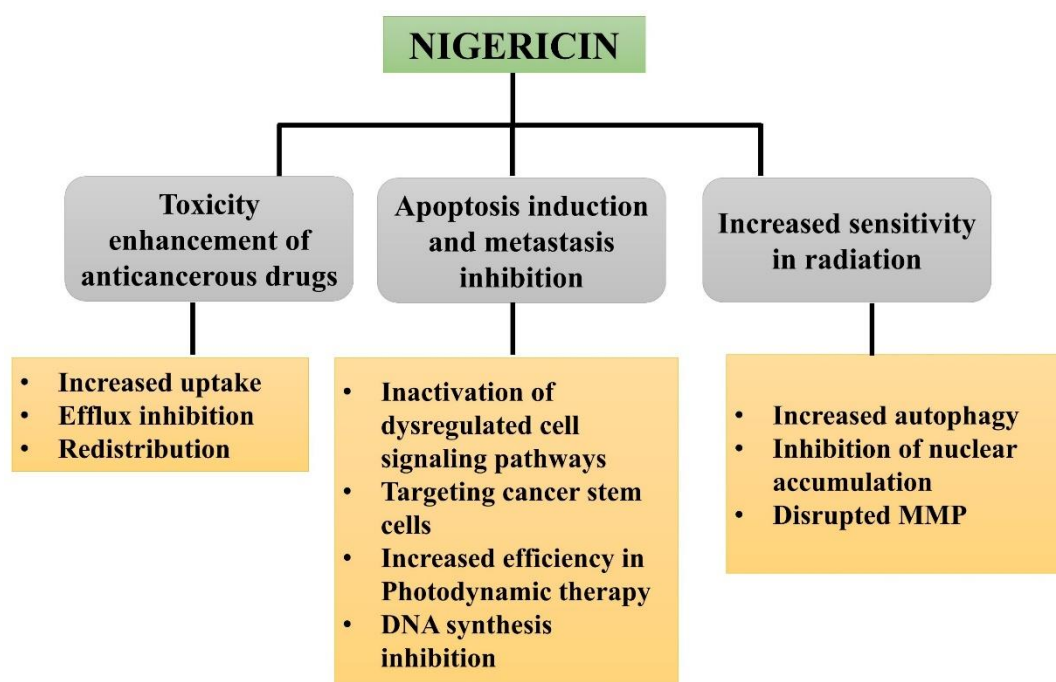 NIGERICIN
Toxicity
enhancement of
anticancerous drugs
Apoptosis induction
and metastasis
inhibition
Increased sensitivity
in radiation
• Increased uptake
• Efflux inhibition
• Redistribution
• Inactivation of
dysregulated cell
signaling pathways
• Targeting cancer stem
cells
• Increased efficiency in
Photodynamic therapy
• DNA synthesis
inhibition
• Increased autophagy
• Inhibition of nuclear
accumulation
• Disrupted MMP